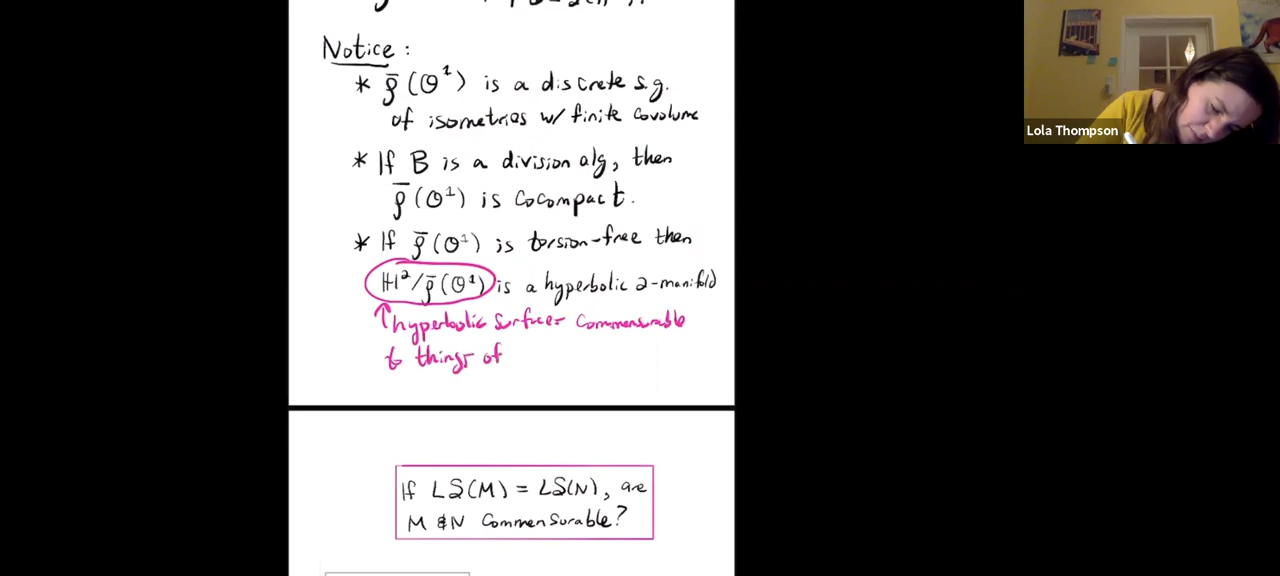 Notice :
* ρ̄(O¹) is a discrete s.g.
of isometries w/ finite covolume
* If B is a division alg, then
ρ̄(O¹) is cocompact.
* If ρ̄(O¹) is torsion-free then
H²/ρ̄(O¹) is a hyperbolic 2-manifold
↑hyperbolic surfaces commensurable
to things of
If LS(M) = LS(N), are
M & N commensurable?
Lola Thompson